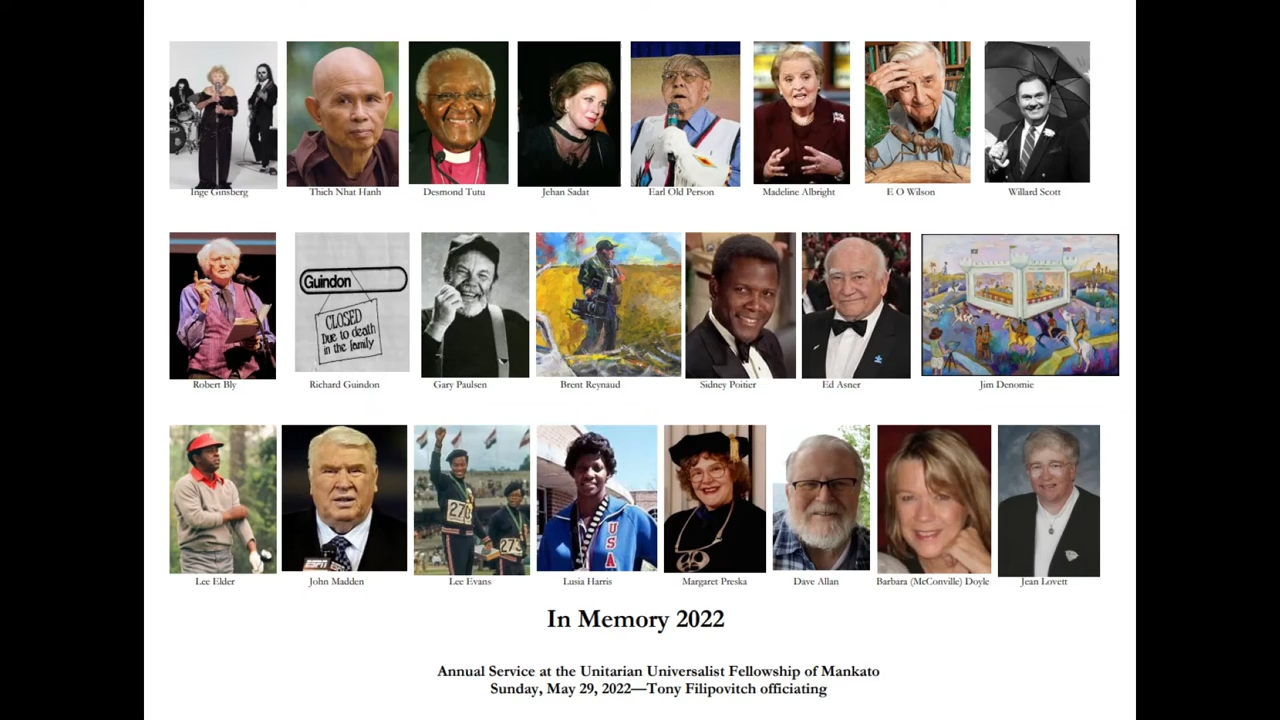 Inge Ginsberg
Thich Nhat Hanh
Desmond Tutu
Jehan Sadat
Earl Old Person
Madeline Albright
E O Wilson
Willard Scott
Guindon
CLOSED
Due to death
in the family
Robert Bly
Richard Guindon
Gary Paulsen
Brent Reynaud
Sidney Poitier
Ed Asner
Jim Denomie
ESPN
270
273
USA
Lee Elder
John Madden
Lee Evans
Lusia Harris
Margaret Preska
Dave Allan
Barbara (McConville) Doyle
Jean Lovett
In Memory 2022
Annual Service at the Unitarian Universalist Fellowship of Mankato
Sunday, May 29, 2022—Tony Filipovitch officiating